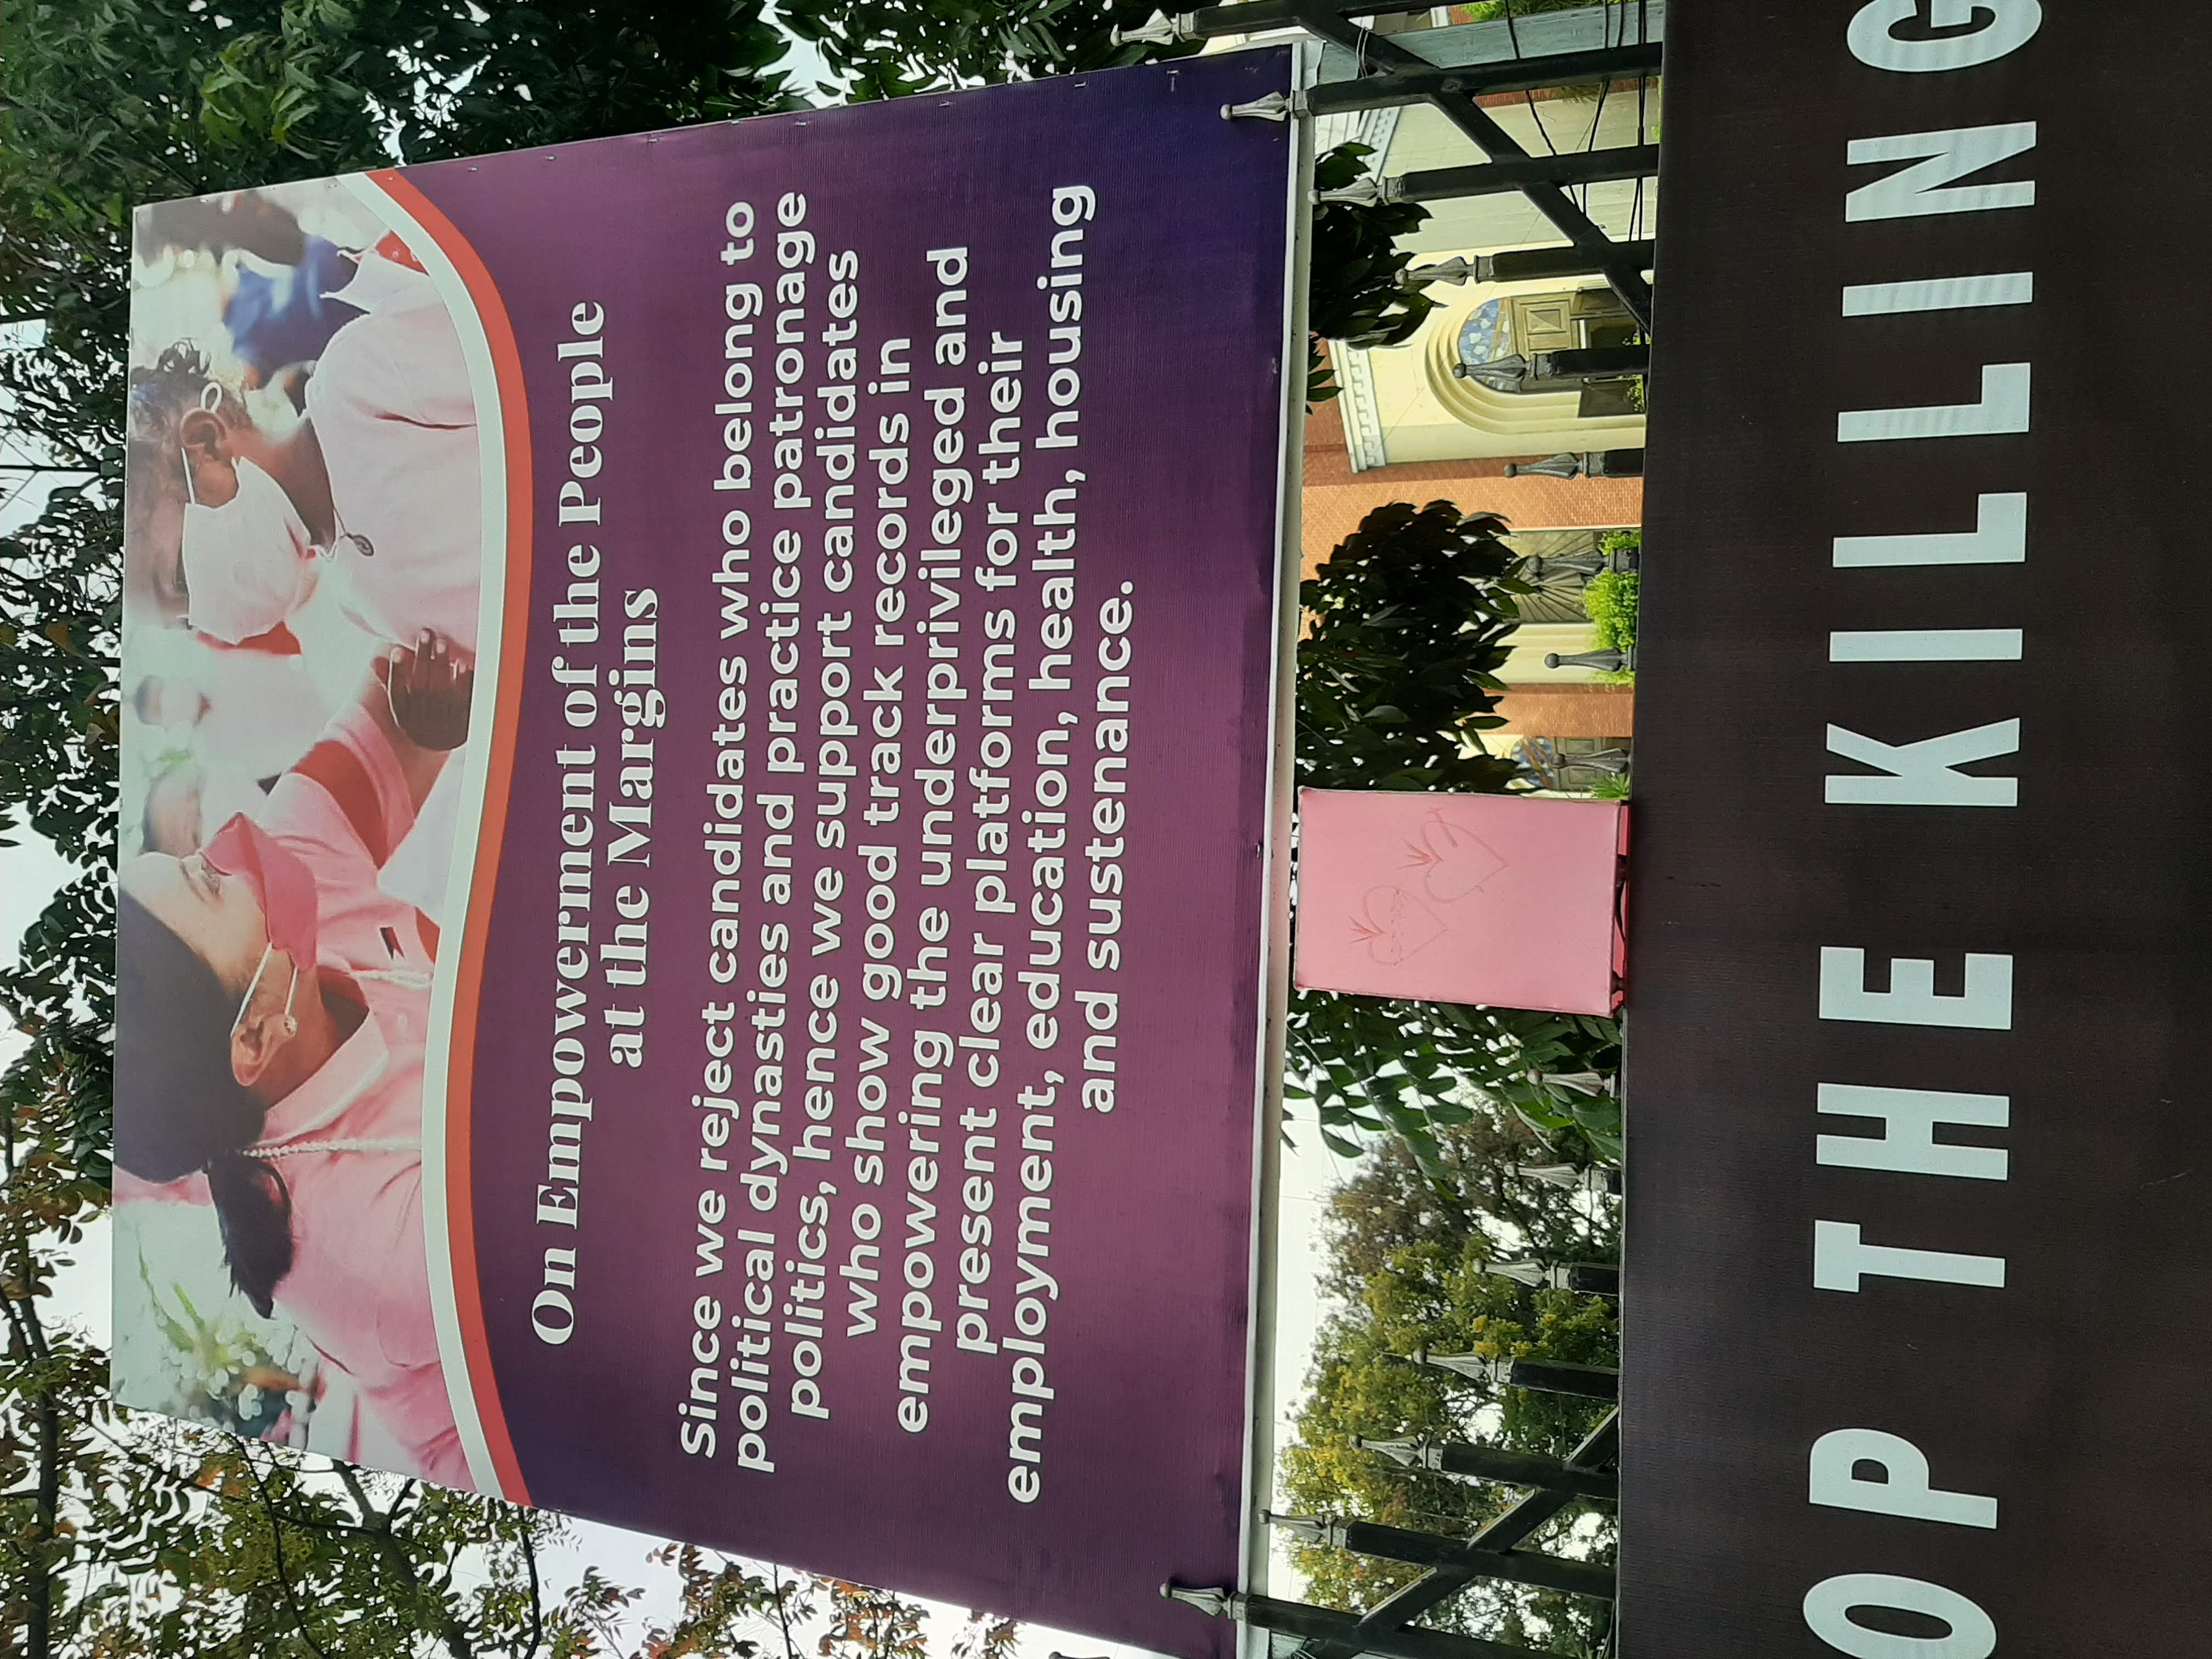 On Empowerment of the People
at the Margins
Since we reject candidates who belong to
political dynasties and practice patronage
politics, hence we support candidates
who show good track records in
empowering the underprivileged and
present clear platforms for their
employment, education, health, housing
and sustenance.
OP THE KILLING